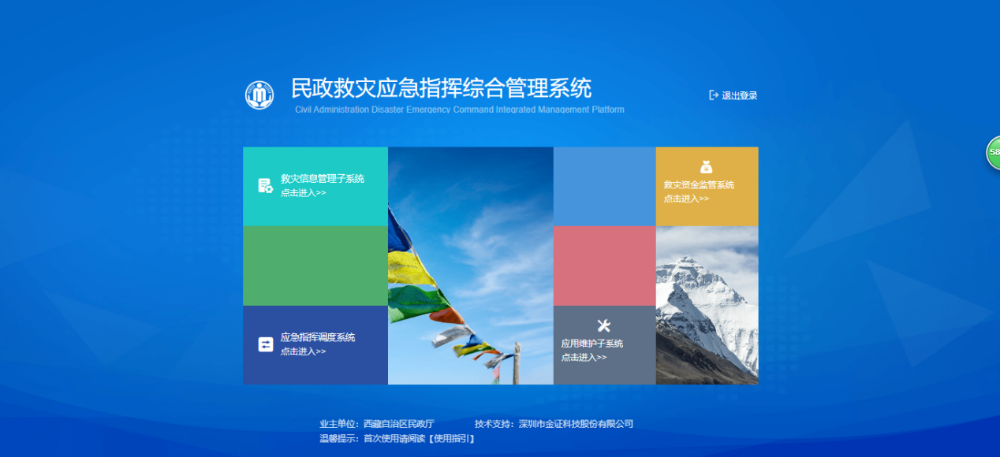 民政救灾应急指挥综合管理系统
Civil Administration Disaster Emergency Command Integrated Management Platform
退出登录
救灾信息管理子系统
点击进入>>
救灾资金监管系统
点击进入>>
应急指挥调度系统
点击进入>>
应用维护子系统
点击进入>>
业主单位：西藏自治区民政厅 技术支持：深圳市金证科技股份有限公司
温馨提示：首次使用请阅读【使用指引】
58